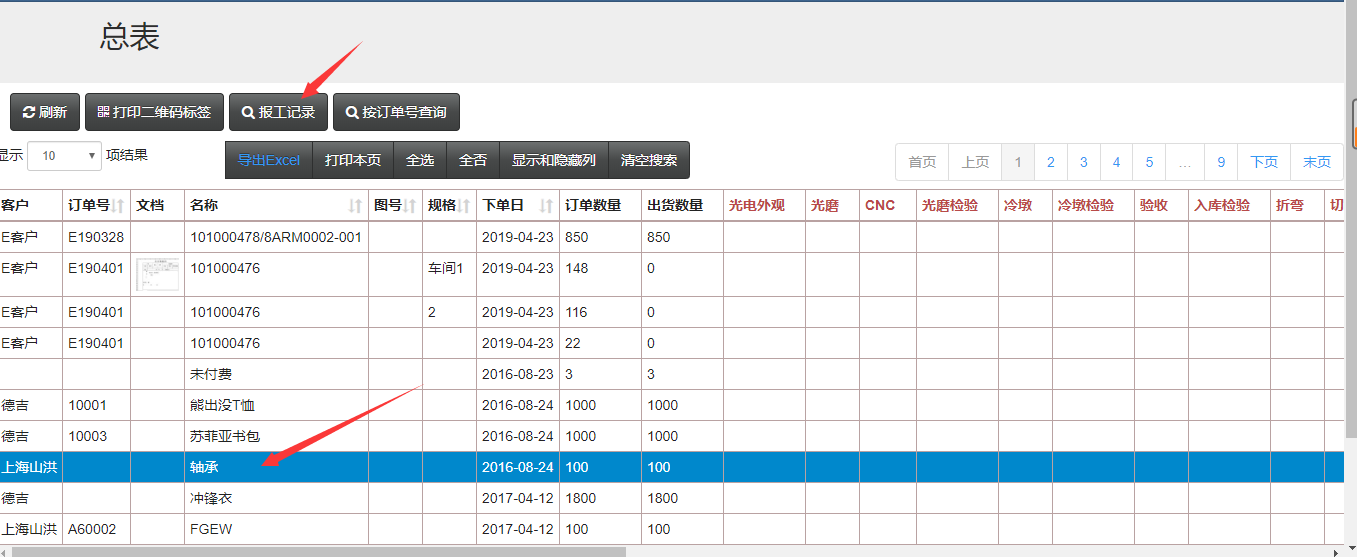 总表
刷新 打印二维码标签 报工记录 按订单号查询
显示 10 项结果 导出Excel 打印本页 全选 全否 显示和隐藏列 清空搜索 首页 上页 1 2 3 4 5 ... 9 下页 末页
客户 订单号 文档 名称 图号 规格 下单日 订单数量 出货数量 光电外观 光磨 CNC 光磨检验 冷墩 冷墩检验 验收 入库检验 折弯 切
E客户 E190328 101000478/8ARM0002-001 2019-04-23 850 850
E客户 E190401 101000476 车间1 2019-04-23 148 0
E客户 E190401 101000476 2 2019-04-23 116 0
E客户 E190401 101000476 2019-04-23 22 0
未付费 2016-08-23 3 3
德吉 10001 熊出没T恤 2016-08-24 1000 1000
德吉 10003 苏菲亚书包 2016-08-24 1000 1000
上海山洪 轴承 2016-08-24 100 100
德吉 冲锋衣 2017-04-12 1800 1800
上海山洪 A60002 FGEW 2017-04-12 100 100